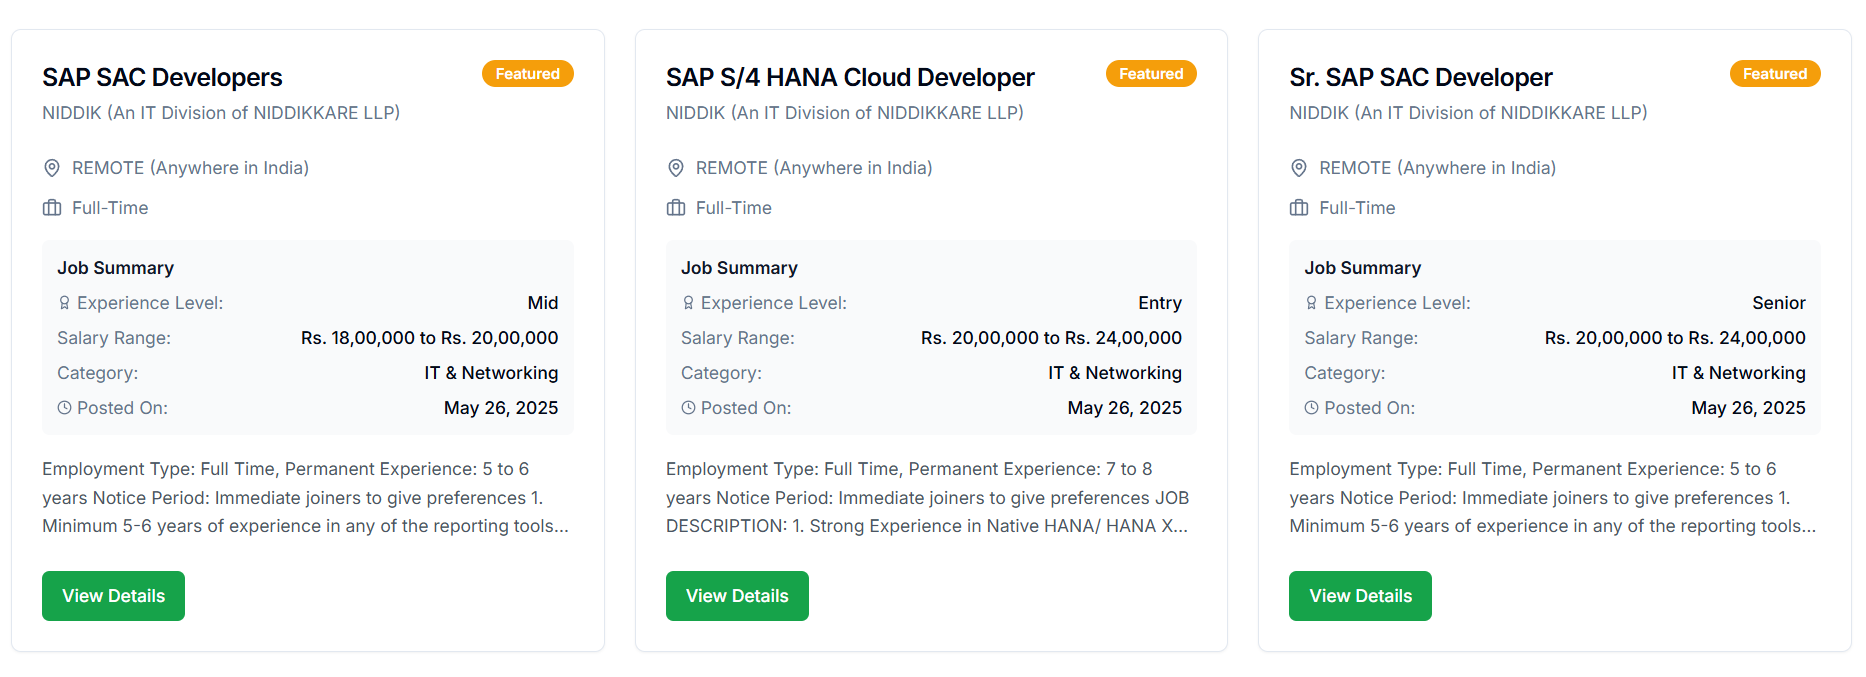 SAP SAC Developers
Featured
NIDDIK (An IT Division of NIDDIKKARE LLP)
REMOTE (Anywhere in India)
Full-Time
Job Summary
Experience Level: Mid
Salary Range: Rs. 18,00,000 to Rs. 20,00,000
Category: IT & Networking
Posted On: May 26, 2025
Employment Type: Full Time, Permanent Experience: 5 to 6
years Notice Period: Immediate joiners to give preferences 1.
Minimum 5-6 years of experience in any of the reporting tools...
View Details
SAP S/4 HANA Cloud Developer
Featured
NIDDIK (An IT Division of NIDDIKKARE LLP)
REMOTE (Anywhere in India)
Full-Time
Job Summary
Experience Level: Entry
Salary Range: Rs. 20,00,000 to Rs. 24,00,000
Category: IT & Networking
Posted On: May 26, 2025
Employment Type: Full Time, Permanent Experience: 7 to 8
years Notice Period: Immediate joiners to give preferences JOB
DESCRIPTION: 1. Strong Experience in Native HANA/ HANA X...
View Details
Sr. SAP SAC Developer
Featured
NIDDIK (An IT Division of NIDDIKKARE LLP)
REMOTE (Anywhere in India)
Full-Time
Job Summary
Experience Level: Senior
Salary Range: Rs. 20,00,000 to Rs. 24,00,000
Category: IT & Networking
Posted On: May 26, 2025
Employment Type: Full Time, Permanent Experience: 5 to 6
years Notice Period: Immediate joiners to give preferences 1.
Minimum 5-6 years of experience in any of the reporting tools...
View Details